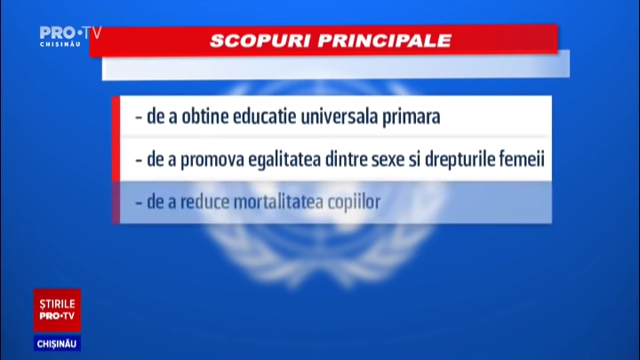 PRO•TV
CHIȘINĂU
SCOPURI PRINCIPALE
- de a obtine educatie universala primara
- de a promova egalitatea dintre sexe si drepturile femeii
- de a reduce mortalitatea copiilor
ȘTIRILE
PRO•TV
CHIȘINĂU